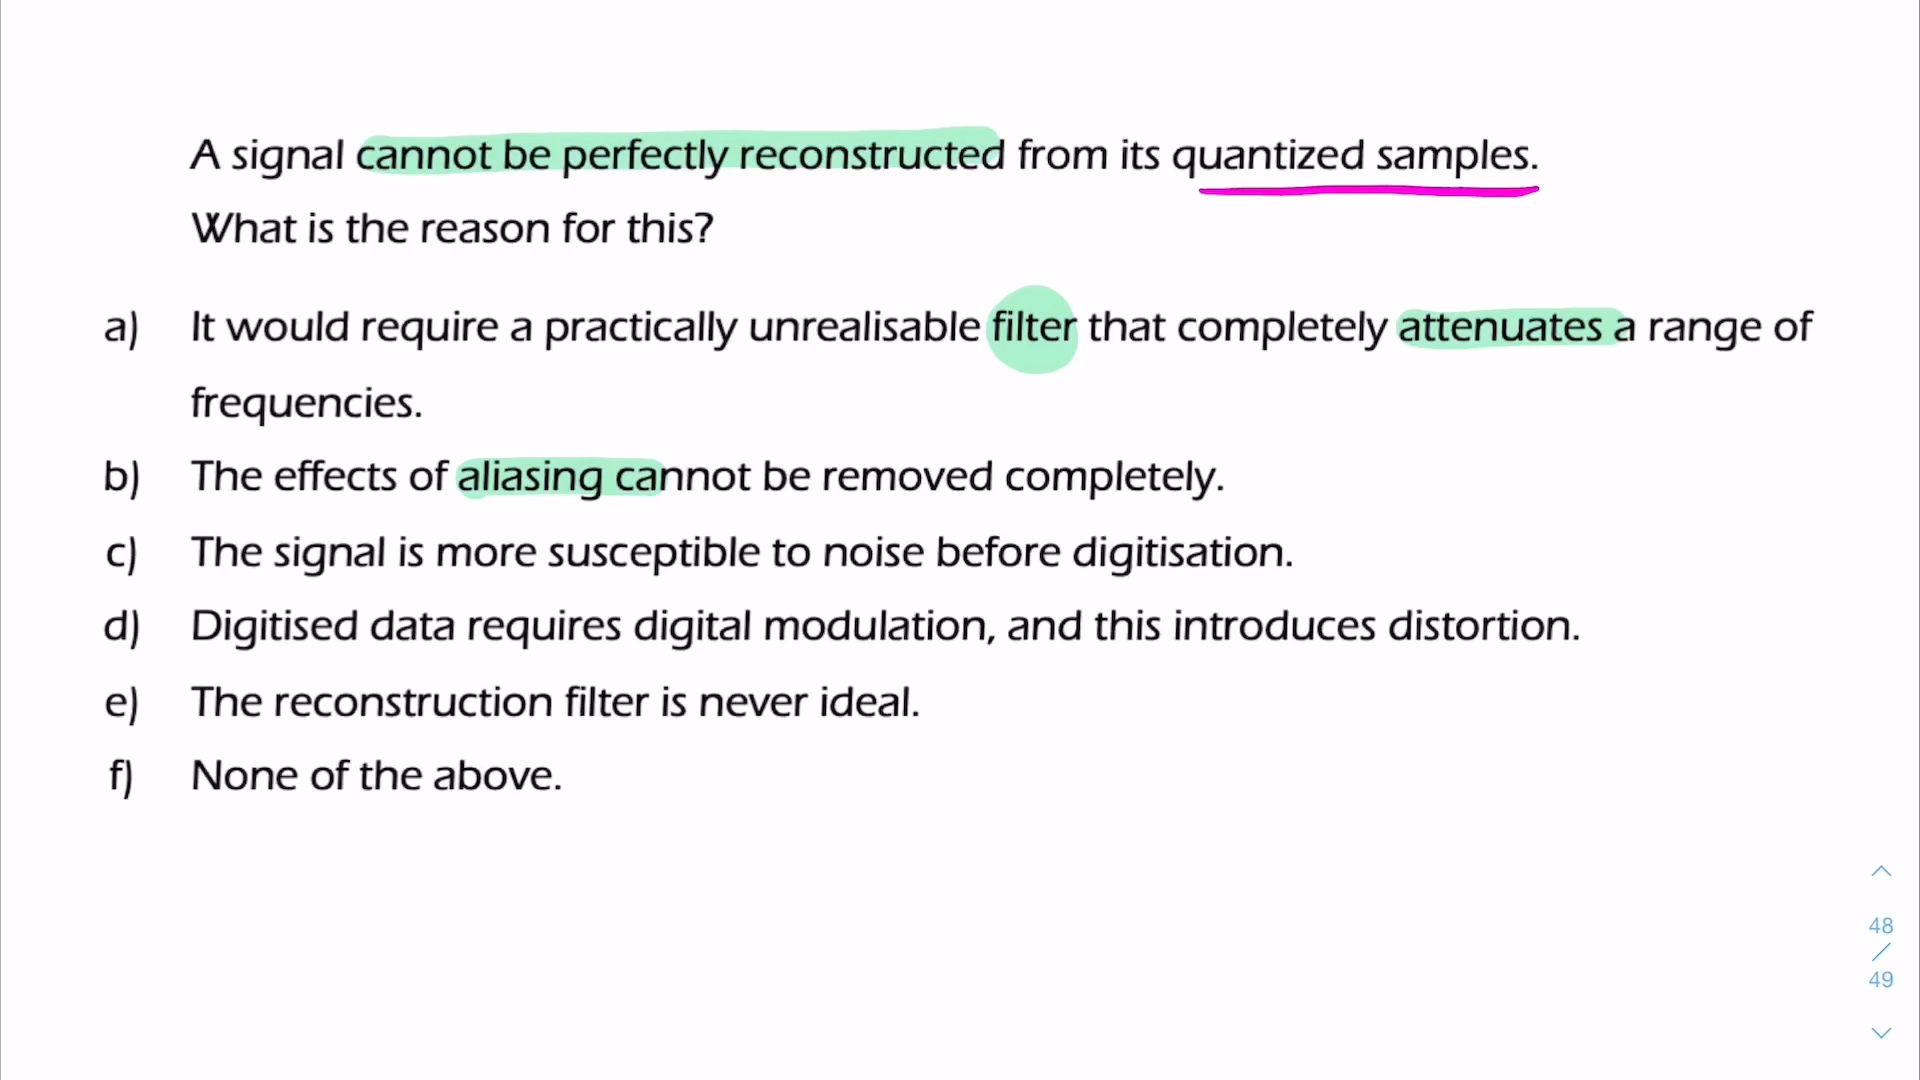 A signal cannot be perfectly reconstructed from its quantized samples.
What is the reason for this?
a) It would require a practically unrealisable filter that completely attenuates a range of
frequencies.
b) The effects of aliasing cannot be removed completely.
c) The signal is more susceptible to noise before digitisation.
d) Digitised data requires digital modulation, and this introduces distortion.
e) The reconstruction filter is never ideal.
f) None of the above.
48
/
49